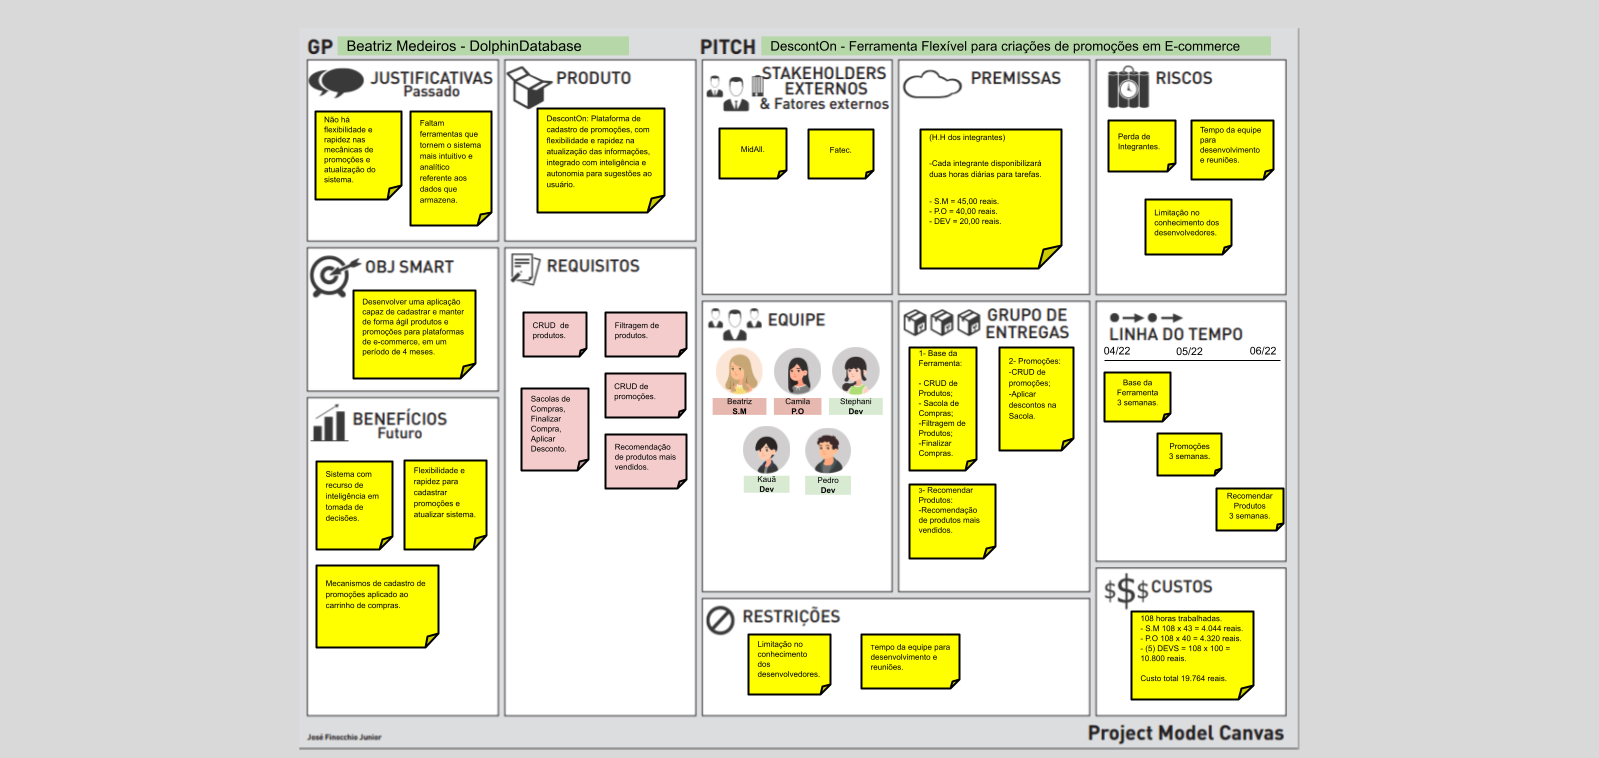 GP Beatriz Medeiros - DolphinDatabase
PITCH DescontOn - Ferramenta Flexível para criações de promoções em E-commerce
JUSTIFICATIVAS
Passado
Não há
flexibilidade e
rapidez nas
mecânicas de
promoções e
atualização do
sistema.
Faltam
ferramentas que
tornem o sistema
mais intuitivo e
analítico
referente aos
dados que
armazena.
PRODUTO
DescontOn: Plataforma de
cadastro de promoções, com
flexibilidade e rapidez na
atualização das informações,
integrado com inteligência e
autonomia para sugestões ao
usuário.
STAKEHOLDERS
EXTERNOS
& Fatores externos
MidAll.
Fatec.
PREMISSAS
(H.H dos integrantes)
-Cada integrante disponibilizará
duas horas diárias para tarefas.
- S.M = 45,00 reais.
- P.O = 40,00 reais.
- DEV = 20,00 reais.
RISCOS
Perda de
Integrantes.
Tempo da equipe
para
desenvolvimento
e reuniões.
Limitação no
conhecimento dos
desenvolvedores.
OBJ SMART
Desenvolver uma aplicação
capaz de cadastrar e manter
de forma ágil produtos e
promoções para plataformas
de e-commerce, em um
período de 4 meses.
REQUISITOS
CRUD de
produtos.
Filtragem de
produtos.
CRUD de
promoções.
Sacolas de
Compras,
Finalizar
Compra,
Aplicar
Desconto.
Recomendação
de produtos mais
vendidos.
EQUIPE
Beatriz
S.M
Camila
P.O
Stephani
Dev
Kauã
Dev
Pedro
Dev
GRUPO DE
ENTREGAS
1- Base da
Ferramenta:
- CRUD de
Produtos;
- Sacola de
Compras;
-Filtragem de
Produtos;
-Finalizar
Compras.
2- Promoções:
-CRUD de
promoções;
-Aplicar
descontos na
Sacola.
3- Recomendar
Produtos:
-Recomendação
de produtos mais
vendidos.
LINHA DO TEMPO
04/22 05/22 06/22
Base da
Ferramenta
3 semanas.
Promoções
3 semanas.
Recomendar
Produtos
3 semanas.
BENEFÍCIOS
Futuro
Sistema com
recurso de
inteligência em
tomada de
decisões.
Flexibilidade e
rapidez para
cadastrar
promoções e
atualizar sistema.
Mecanismos de cadastro de
promoções aplicado ao
carrinho de compras.
RESTRIÇÕES
Limitação no
conhecimento
dos
desenvolvedores.
Tempo da equipe para
desenvolvimento e
reuniões.
$$$ CUSTOS
108 horas trabalhadas.
- S.M 108 x 43 = 4.044 reais.
- P.O 108 x 40 = 4.320 reais.
- (5) DEVS = 108 x 100 =
10.800 reais.
Custo total 19.764 reais.
José Finocchio Junior
Project Model Canvas